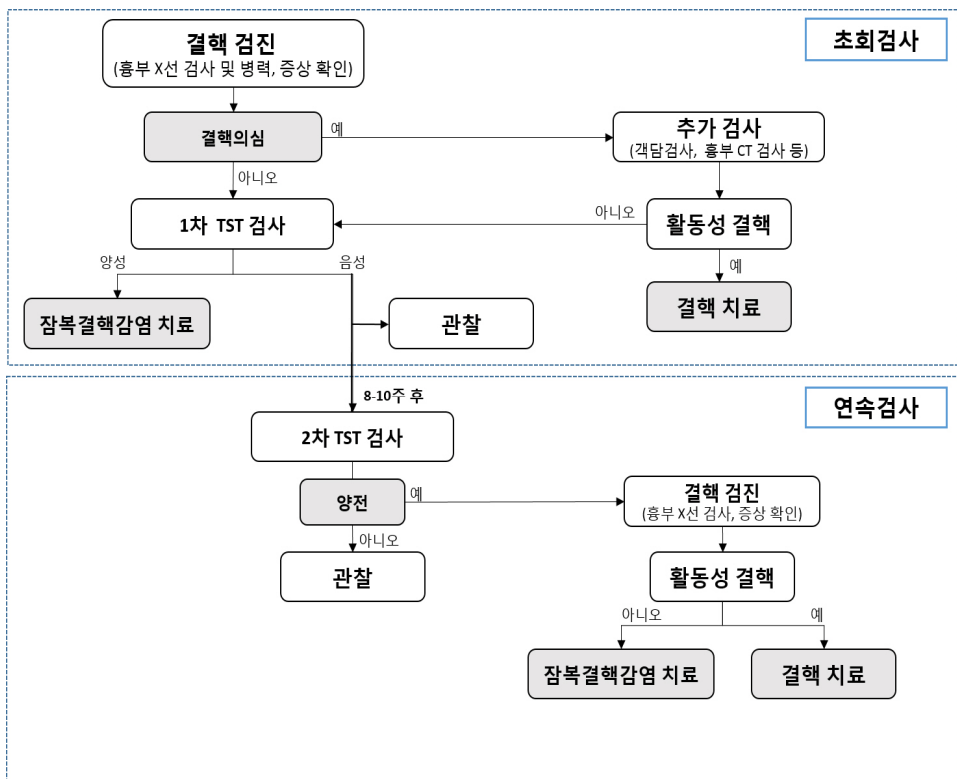 초회검사
결핵 검진
(흉부 X선 검사 및 병력, 증상 확인)
결핵의심
예
추가 검사
(객담검사, 흉부 CT 검사 등)
아니오
1차 TST 검사
아니오
활동성 결핵
양성
음성
예
잠복결핵감염 치료
관찰
결핵 치료
연속검사
8-10주 후
2차 TST 검사
양전
예
결핵 검진
(흉부 X선 검사, 증상 확인)
아니오
관찰
활동성 결핵
아니오
예
잠복결핵감염 치료
결핵 치료